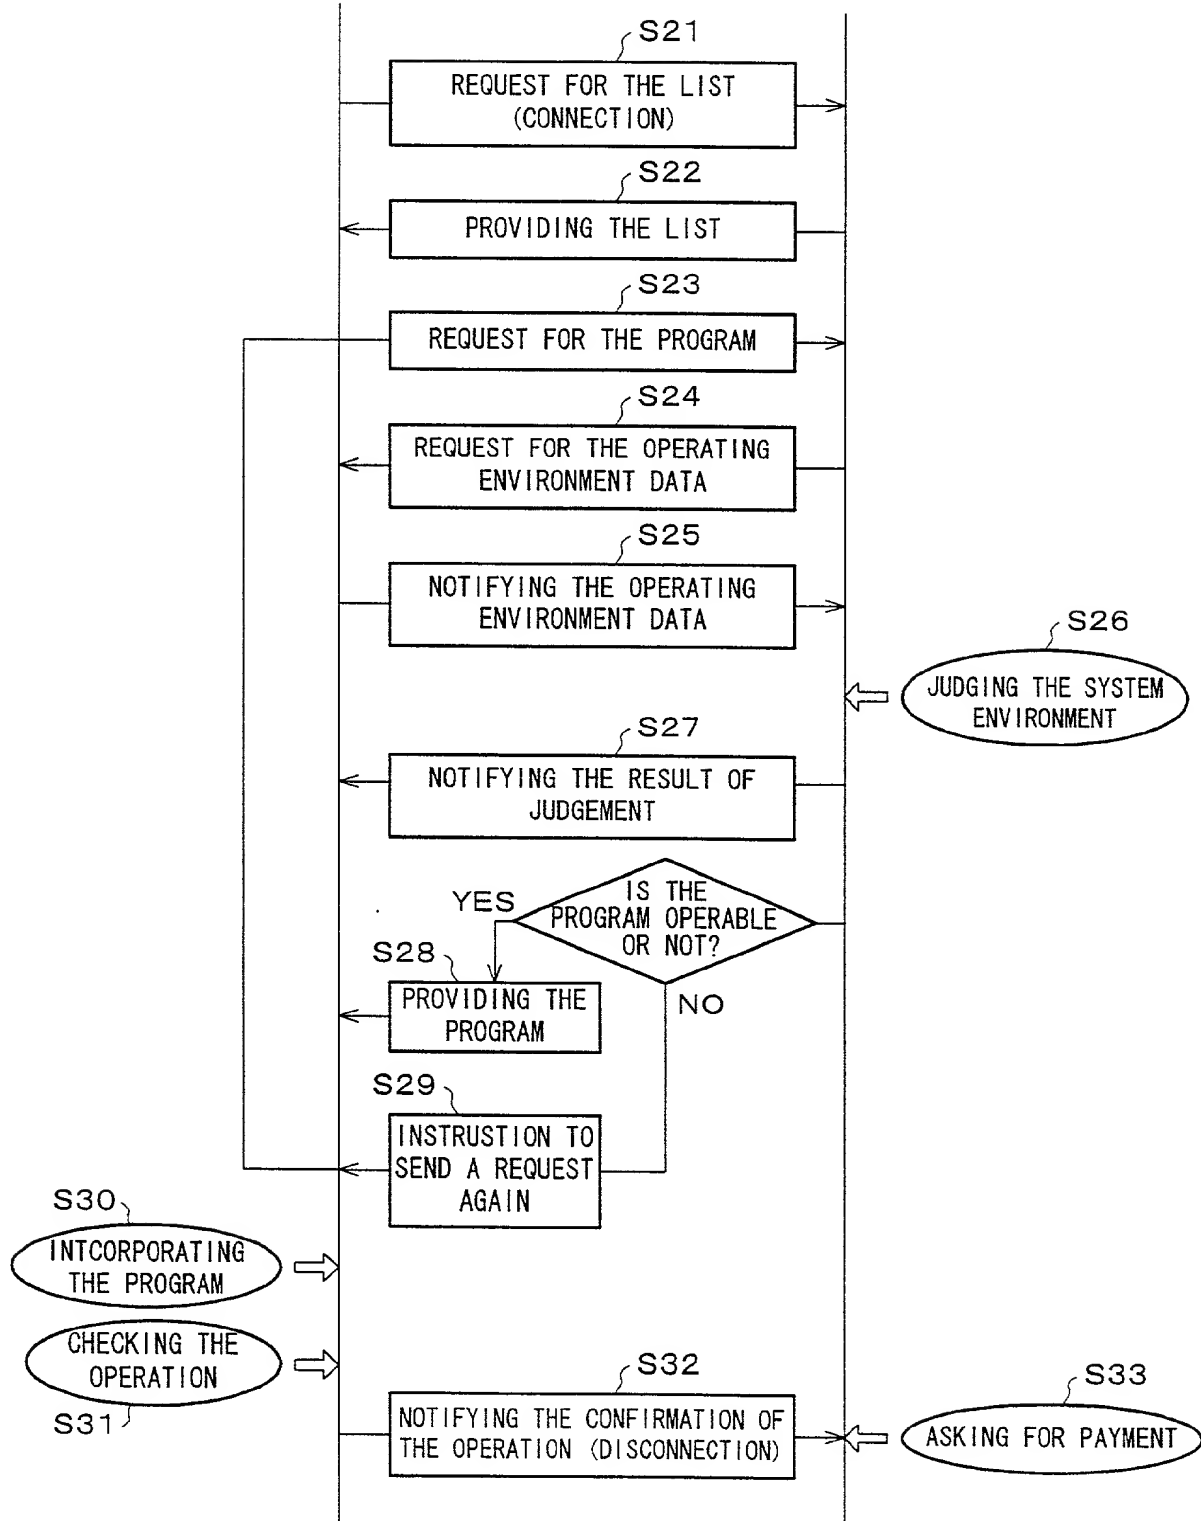 S21
REQUEST FOR THE LIST
(CONNECTION)
S22
PROVIDING THE LIST
S23
REQUEST FOR THE PROGRAM
S24
REQUEST FOR THE OPERATING
ENVIRONMENT DATA
S25
NOTIFYING THE OPERATING
ENVIRONMENT DATA
S26
JUDGING THE SYSTEM
ENVIRONMENT
S27
NOTIFYING THE RESULT OF
JUDGEMENT
IS THE
PROGRAM OPERABLE
OR NOT?
YES
NO
S28
PROVIDING THE
PROGRAM
S29
INSTRUSTION TO
SEND A REQUEST
AGAIN
S30
INTCORPORATING
THE PROGRAM
CHECKING THE
OPERATION
S31
S32
NOTIFYING THE CONFIRMATION OF
THE OPERATION (DISCONNECTION)
S33
ASKING FOR PAYMENT